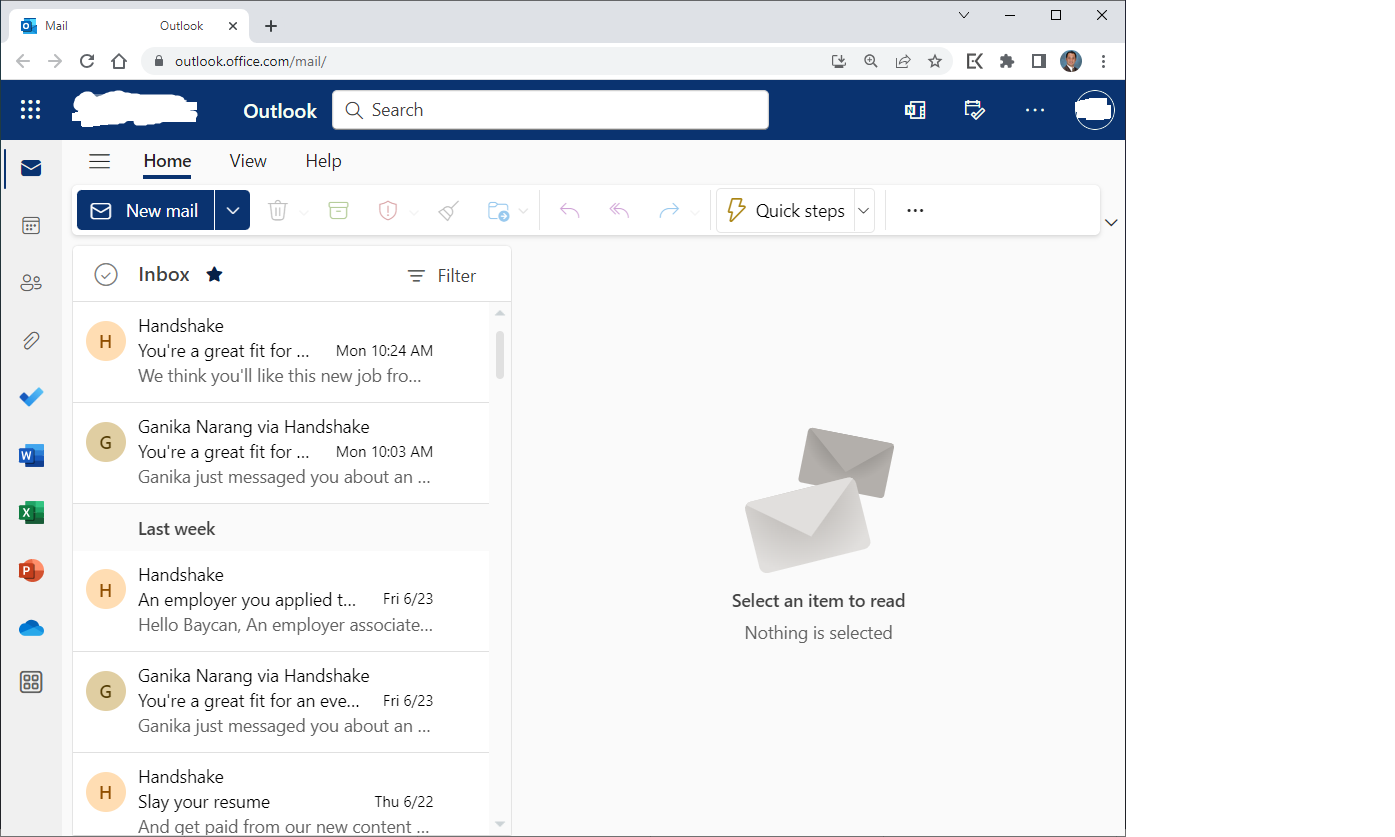 Mail Outlook
outlook.office.com/mail/
Outlook Search
Home View Help
New mail Quick steps
Inbox Filter
H
Handshake
You're a great fit for ... Mon 10:24 AM
We think you'll like this new job fro...
G
Ganika Narang via Handshake
You're a great fit for ... Mon 10:03 AM
Ganika just messaged you about an ...
Last week
H
Handshake
An employer you applied t... Fri 6/23
Hello Baycan, An employer associate...
G
Ganika Narang via Handshake
You're a great fit for an eve... Fri 6/23
Ganika just messaged you about an ...
H
Handshake
Slay your resume Thu 6/22
And get paid from our new content ...
Select an item to read
Nothing is selected